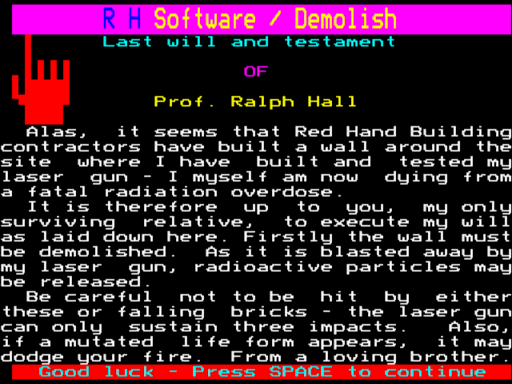 R H Software / Demolish
Last will and testament
OF
Prof. Ralph Hall
Alas, it seems that Red Hand Building
contractors have built a wall around the
site where I have built and tested my
laser gun - I myself am now dying from
a fatal radiation overdose.
It is therefore up to you, my only
surviving relative, to execute my will
as laid down here. Firstly the wall must
be demolished. As it is blasted away by
my laser gun, radioactive particles may
be released.
Be careful not to be hit by either
these or falling bricks - the laser gun
can only sustain three impacts. Also,
if a mutated life form appears, it may
dodge your fire. From a loving brother.
Good luck - Press SPACE to continue